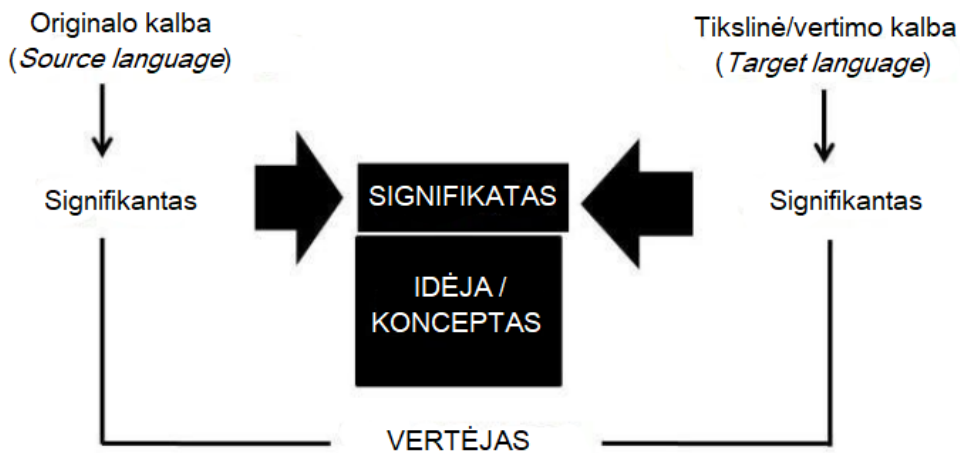 Originalo kalba
(Source language)
Tikslinė/vertimo kalba
(Target language)
Signifikantas
SIGNIFIKATAS
Signifikantas
IDĖJA /
KONCEPTAS
VERTĖJAS